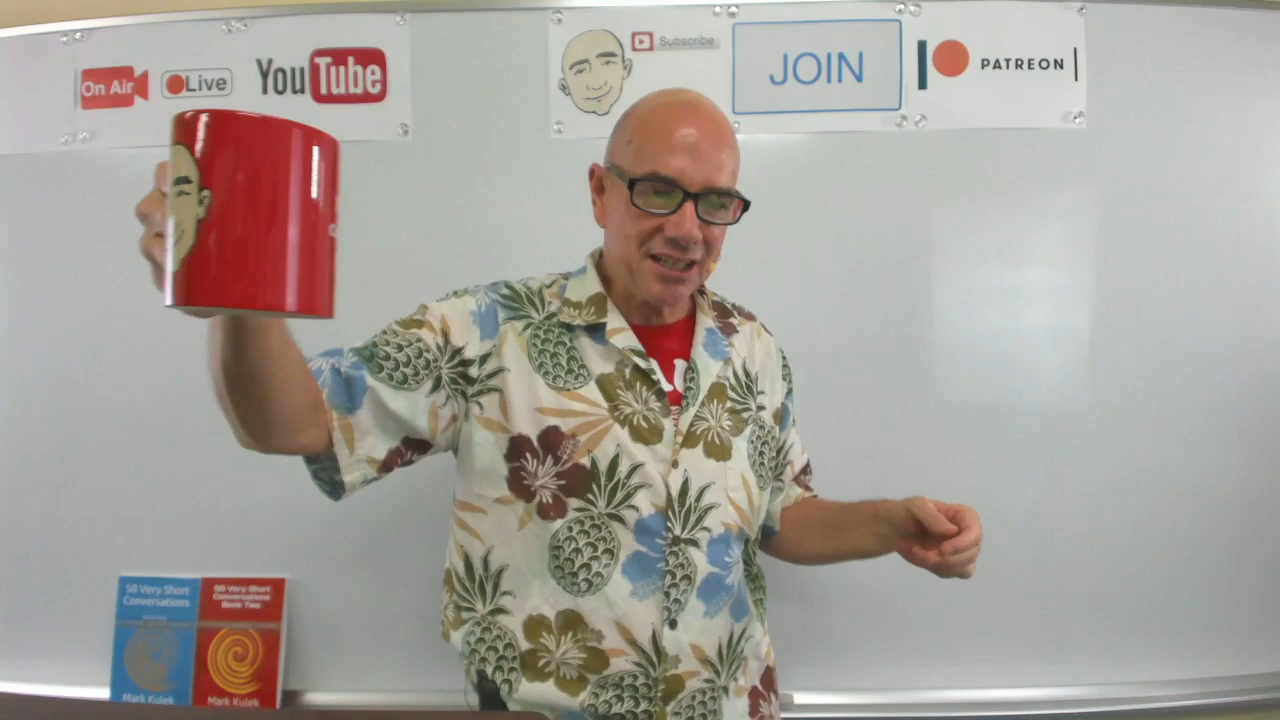 On Air
Live
YouTube
Subscribe
JOIN
PATREON
50 Very Short
Conversations
50 Very Short
Conversations
Book Two
Mark Kulek
Mark Kulek